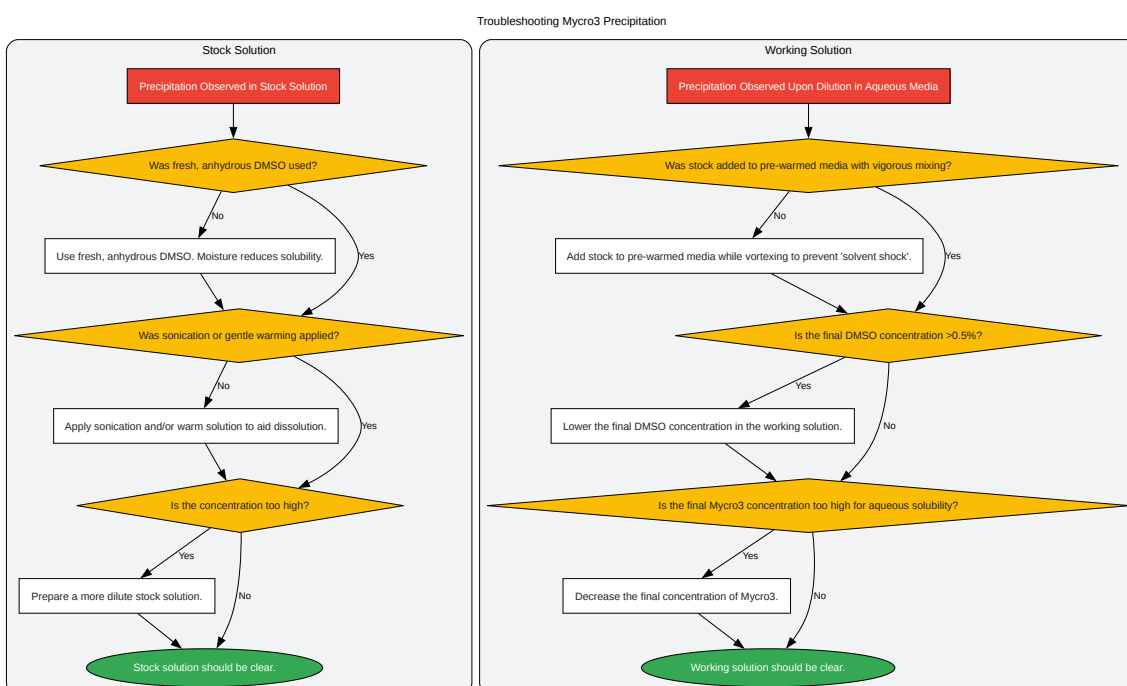 Troubleshooting Mycro3 Precipitation
Stock Solution
Precipitation Observed in Stock Solution
Was fresh, anhydrous DMSO used?
No
Yes
Use fresh, anhydrous DMSO. Moisture reduces solubility.
Was sonication or gentle warming applied?
No
Yes
Apply sonication and/or warm solution to aid dissolution.
Is the concentration too high?
Yes
No
Prepare a more dilute stock solution.
Stock solution should be clear.
Working Solution
Precipitation Observed Upon Dilution in Aqueous Media
Was stock added to pre-warmed media with vigorous mixing?
No
Yes
Add stock to pre-warmed media while vortexing to prevent 'solvent shock'.
Is the final DMSO concentration >0.5%?
Yes
No
Lower the final DMSO concentration in the working solution.
Is the final Mycro3 concentration too high for aqueous solubility?
Yes
No
Decrease the final concentration of Mycro3.
Working solution should be clear.